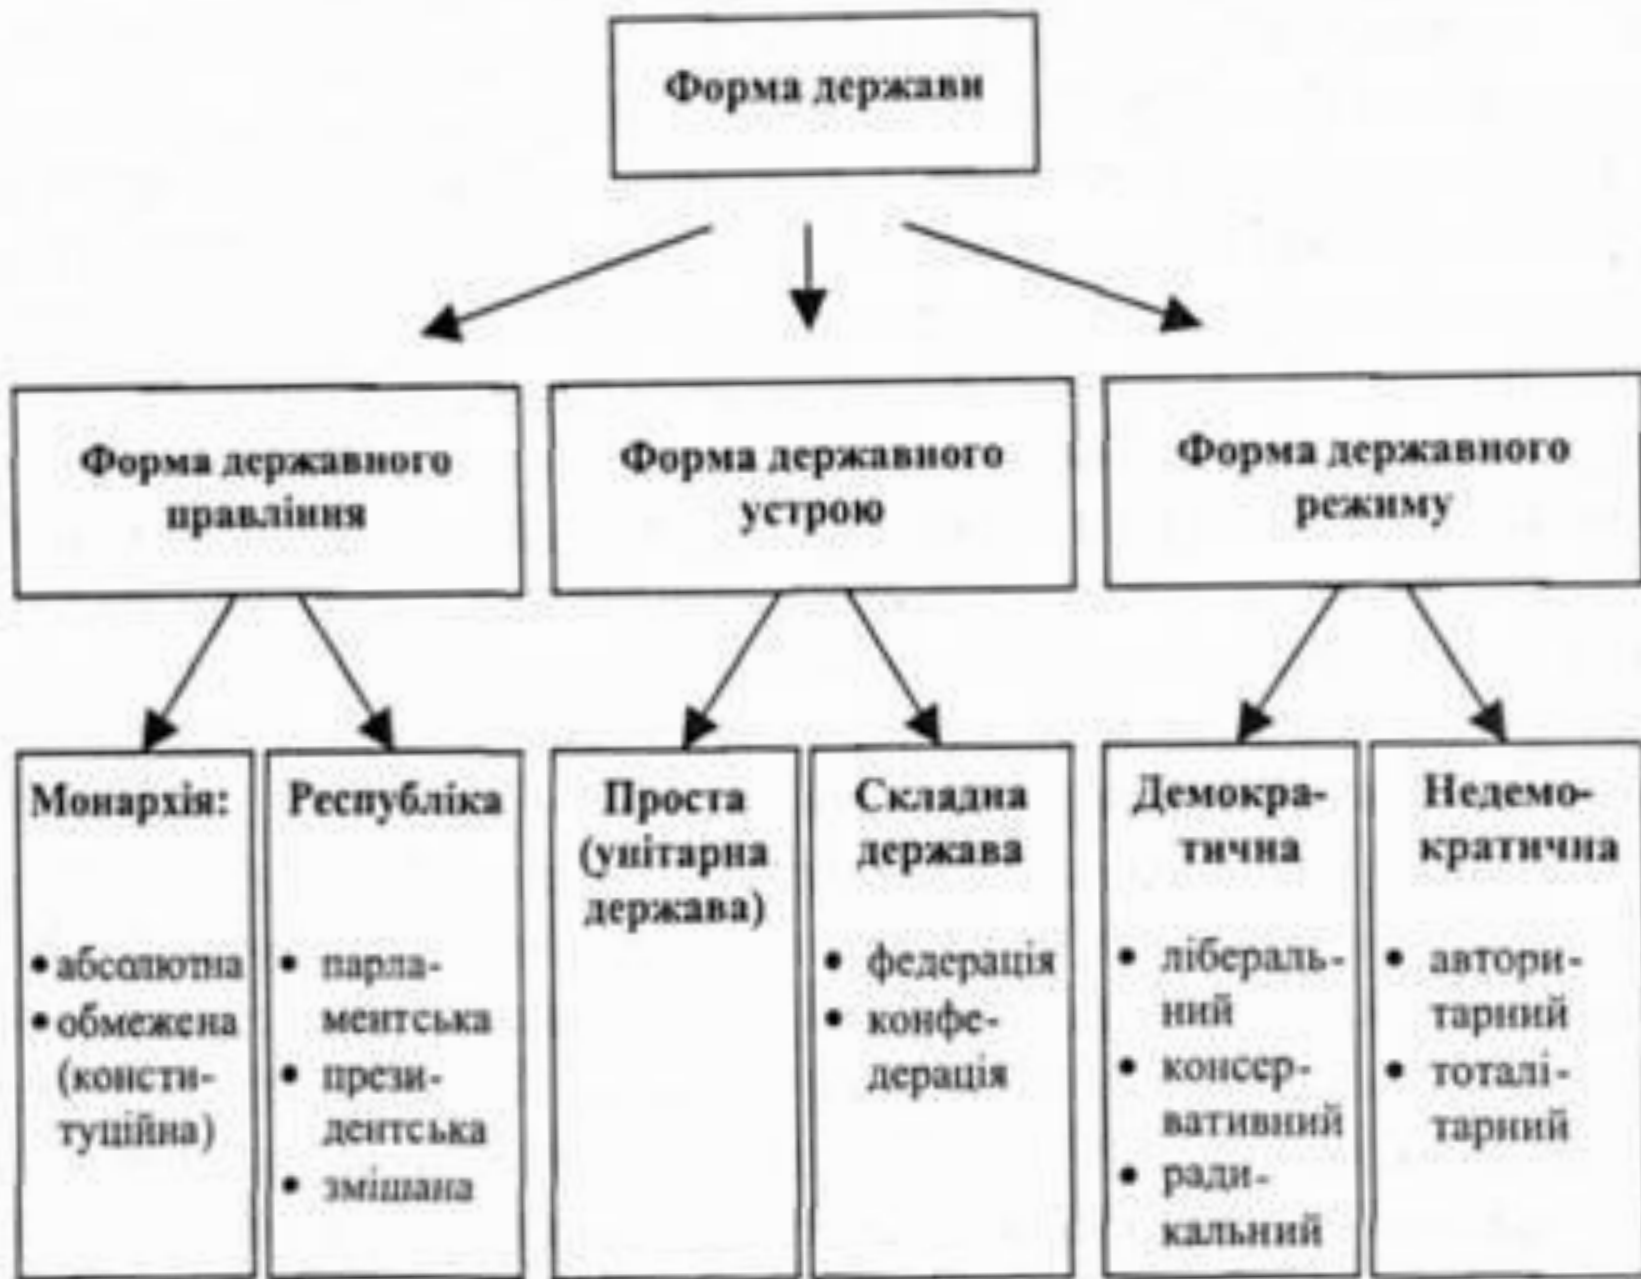 Форма держави
Форма державного
правління
Форма державного
устрою
Форма державного
режиму
Монархія:
• абсолютна
• обмежена
(консти-
туційна)
Республіка
• парла-
ментська
• прези-
дентська
• змішана
Проста
(унітарна
держава)
Складна
держава
• федерація
• конфе-
дерація
Демокра-
тична
• лібераль-
ний
• консер-
вативний
• ради-
кальний
Недемо-
кратична
• автори-
тарний
• тоталі-
тарний